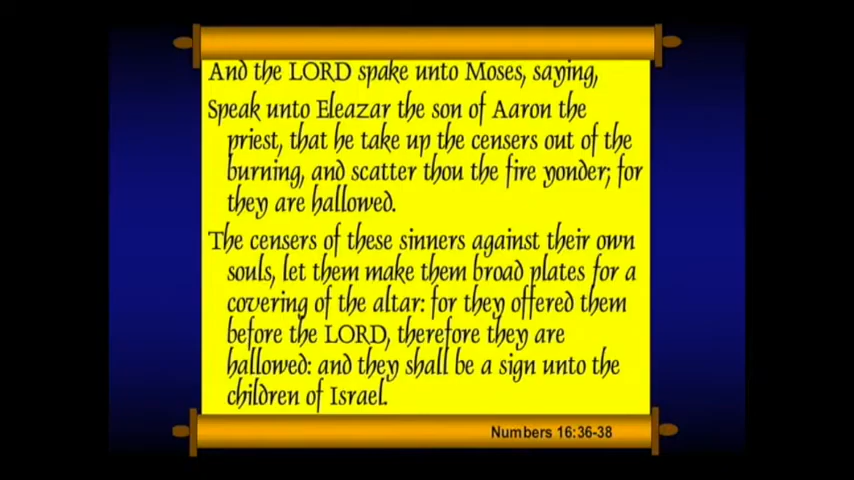 And the LORD spake unto Moses, saying,
Speak unto Eleazar the son of Aaron the
priest, that he take up the censers out of the
burning, and scatter thou the fire yonder; for
they are hallowed.
The censers of these sinners against their own
souls, let them make them broad plates for a
covering of the altar: for they offered them
before the LORD, therefore they are
hallowed: and they shall be a sign unto the
children of Israel.
Numbers 16:36-38